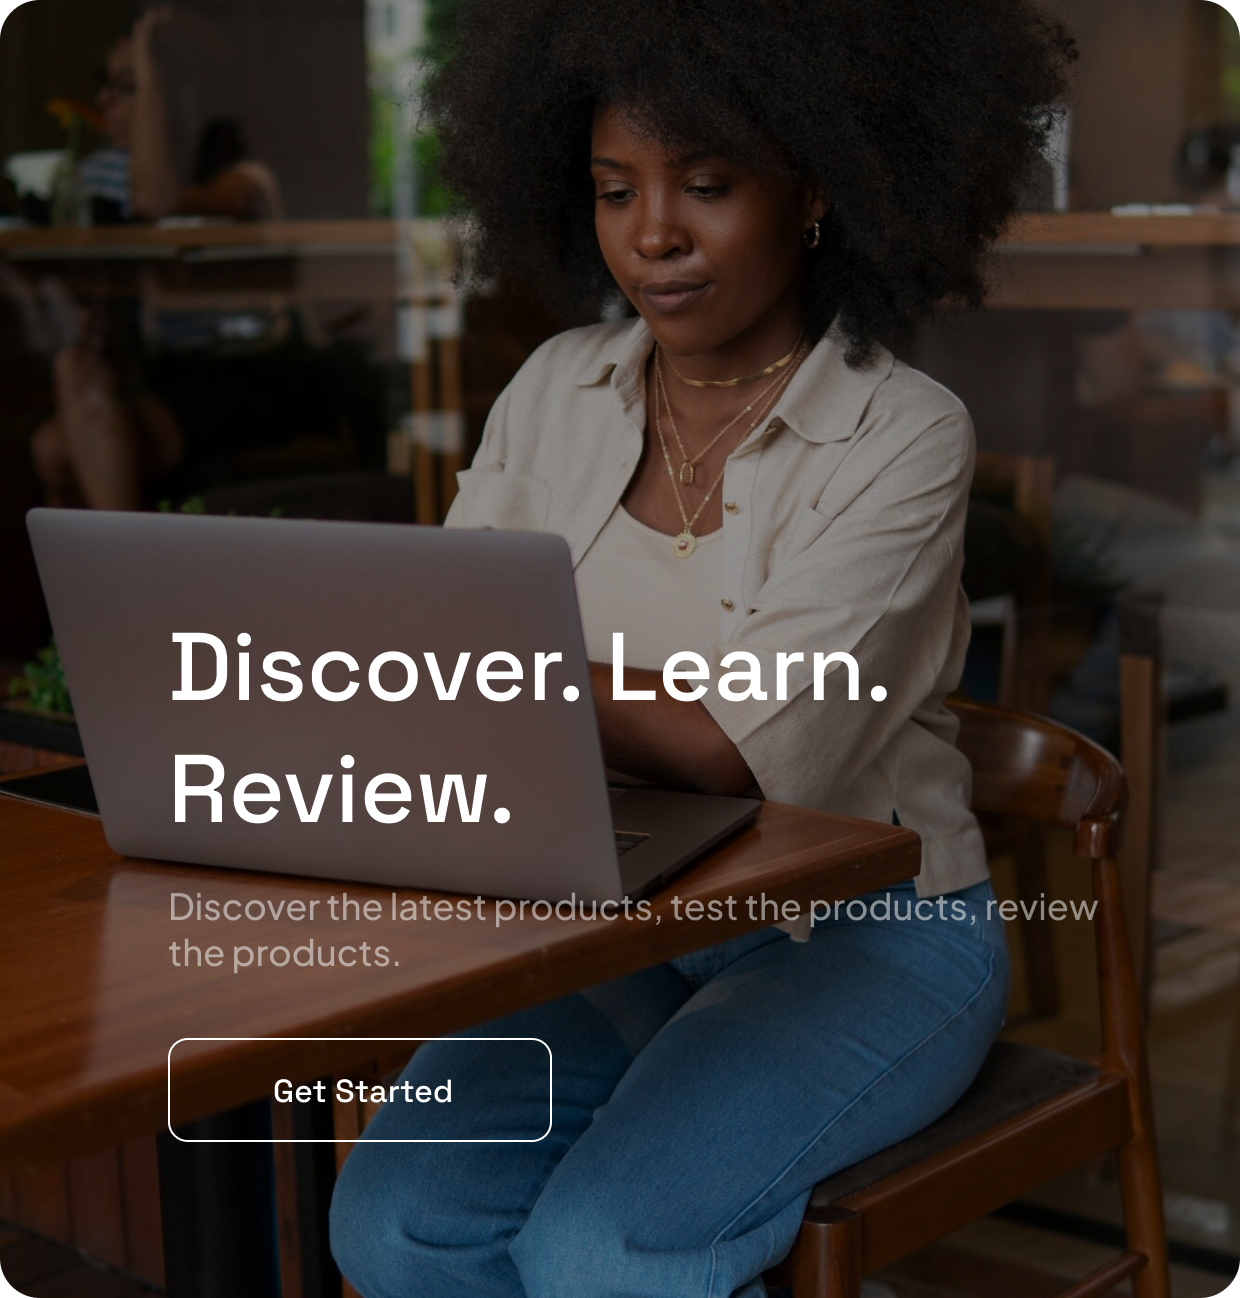 Discover. Learn.
Review.
Discover the latest products, test the products, review
the products.
Get Started